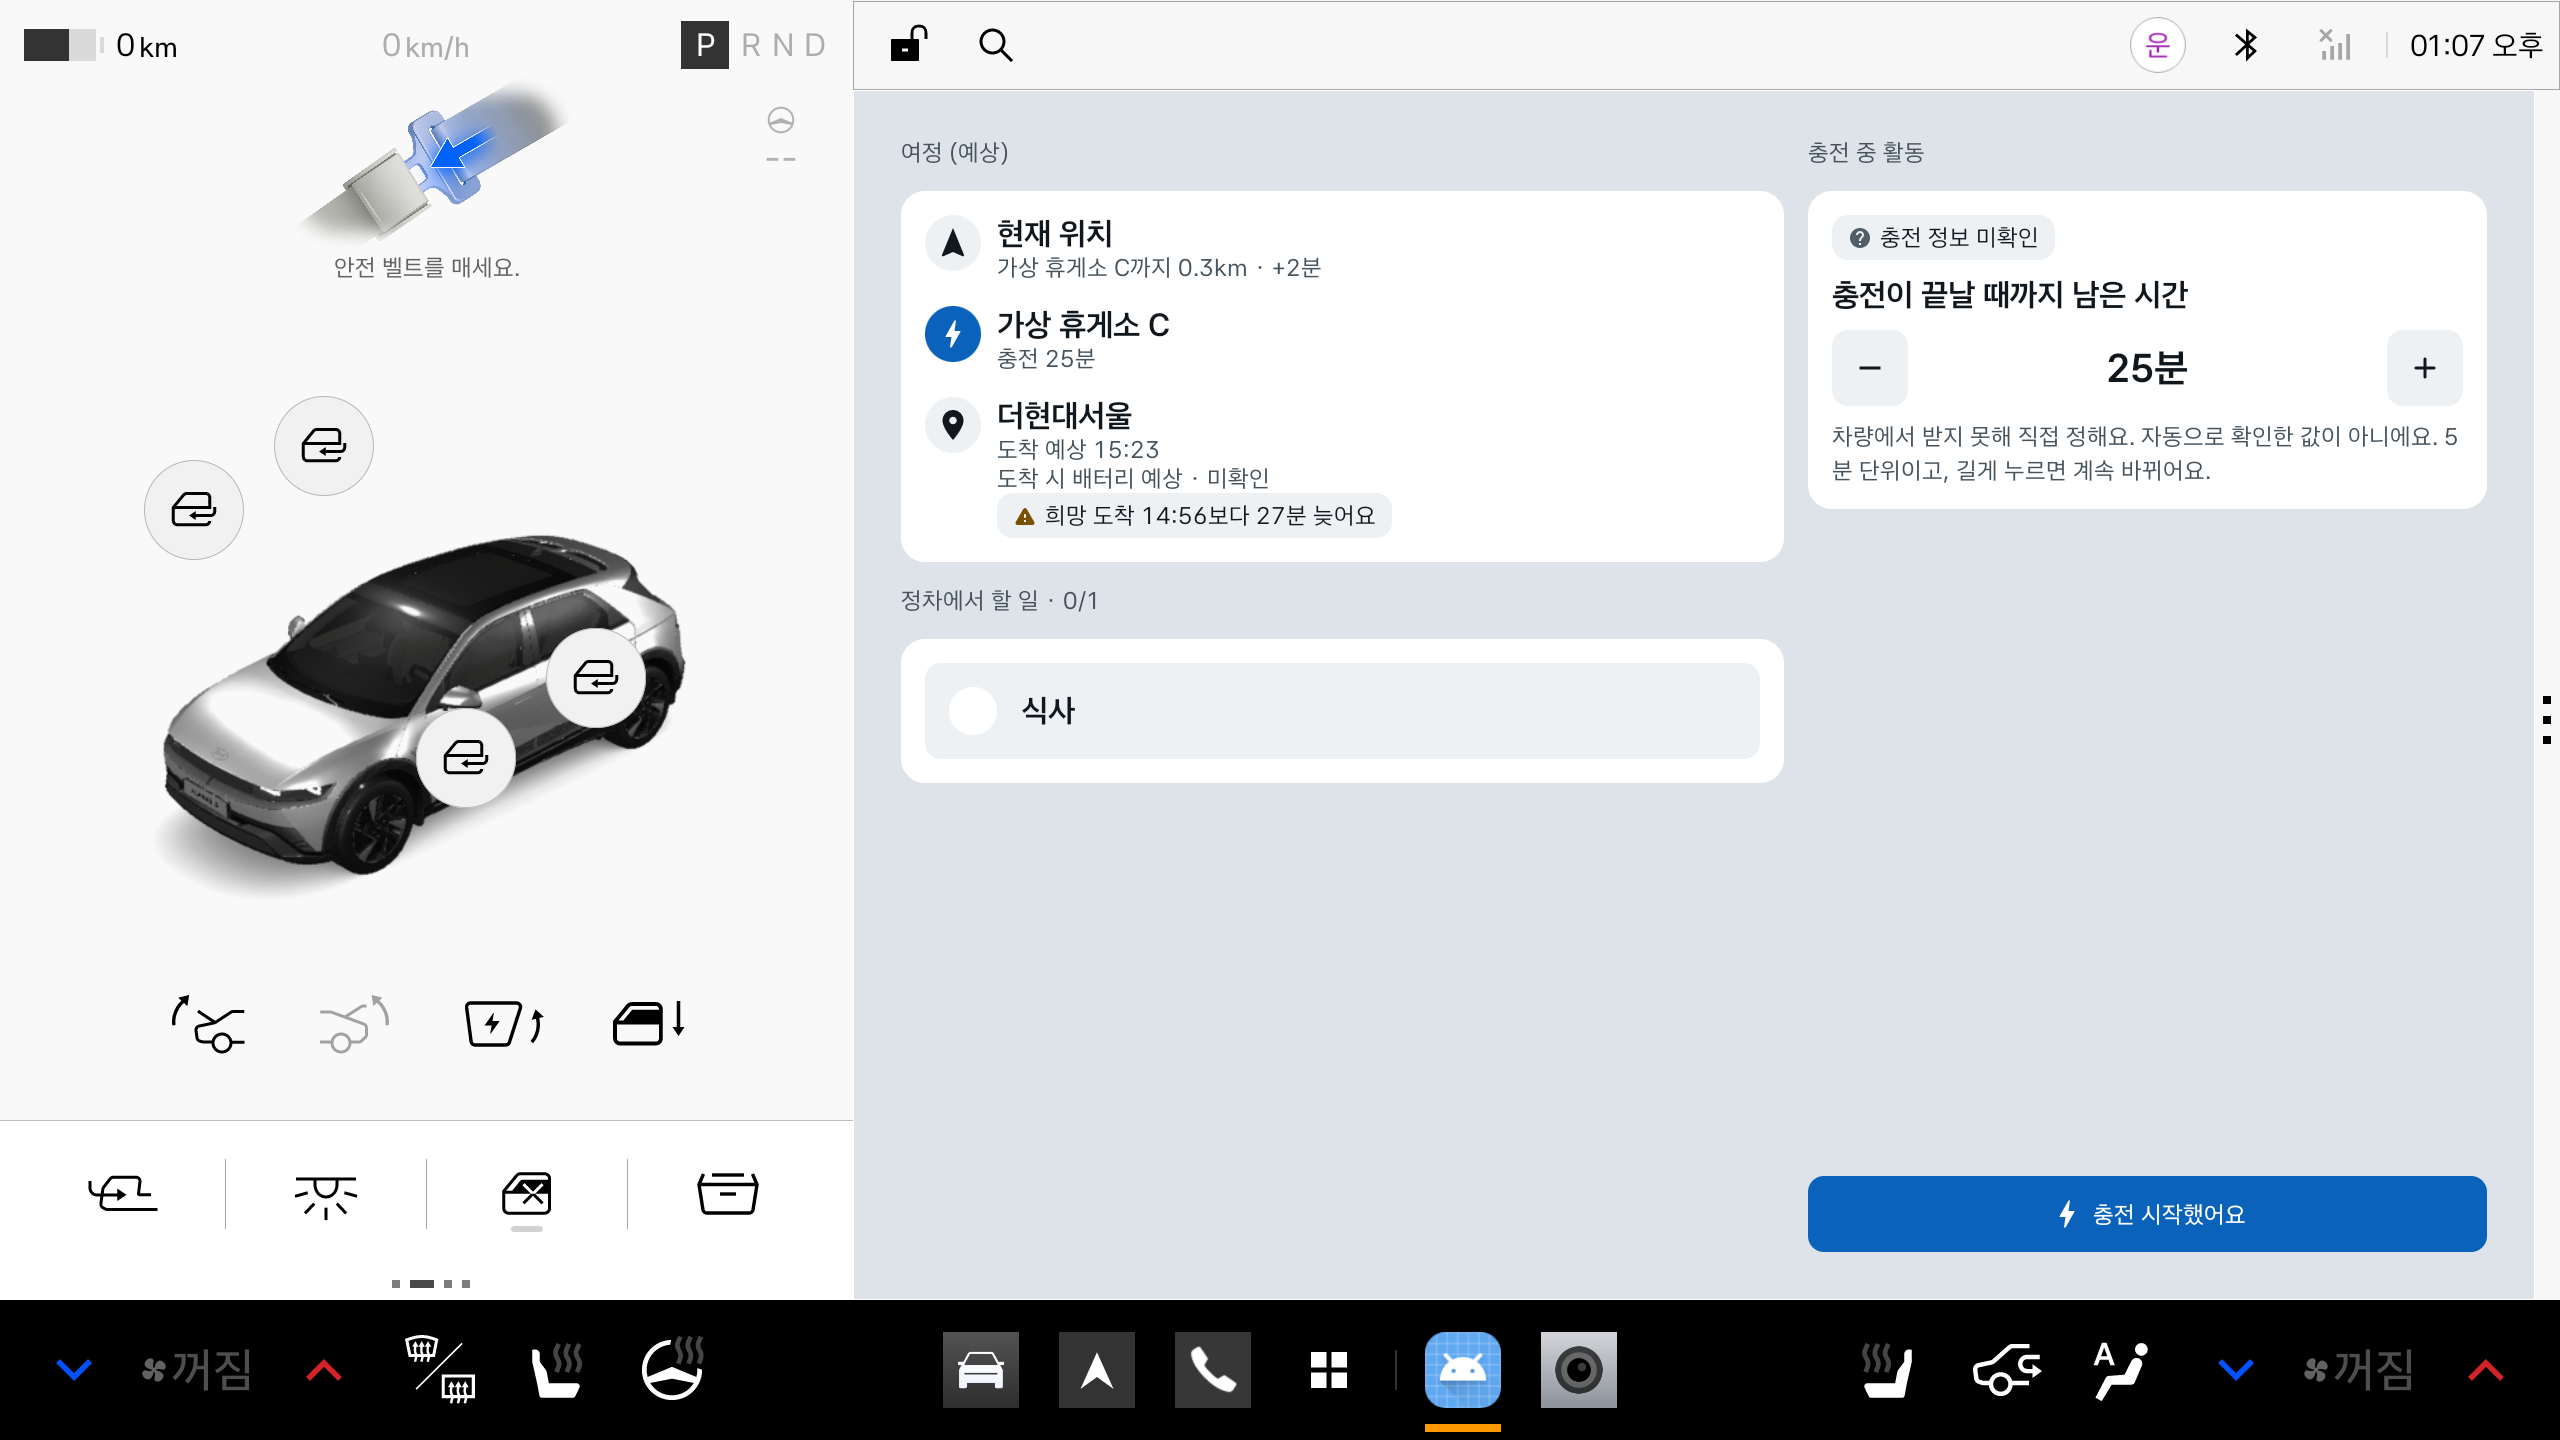 0 km
0 km/h
P R N D
운
01:07 오후
안전 벨트를 매세요.
여정 (예상)
현재 위치
가상 휴게소 C까지 0.3km · +2분
가상 휴게소 C
충전 25분
더현대서울
도착 예상 15:23
도착 시 배터리 예상 · 미확인
희망 도착 14:56보다 27분 늦어요
정차에서 할 일 · 0/1
식사
충전 중 활동
충전 정보 미확인
충전이 끝날 때까지 남은 시간
− 25분 +
차량에서 받지 못해 직접 정해요. 자동으로 확인한 값이 아니에요. 5
분 단위이고, 길게 누르면 계속 바뀌어요.
충전 시작했어요
꺼짐
A
꺼짐